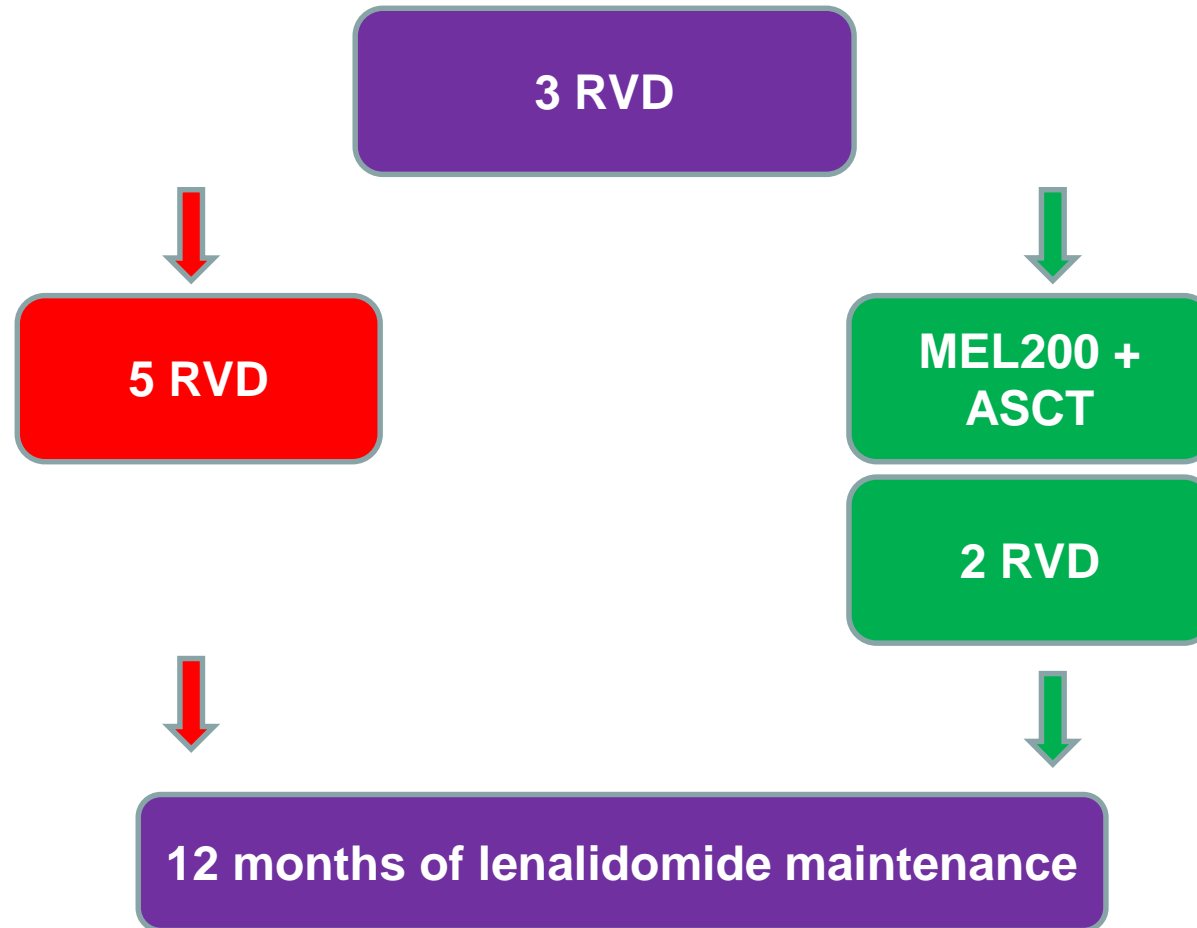 3 RVD
5 RVD
MEL200 +
ASCT
2 RVD
12 months of lenalidomide maintenance